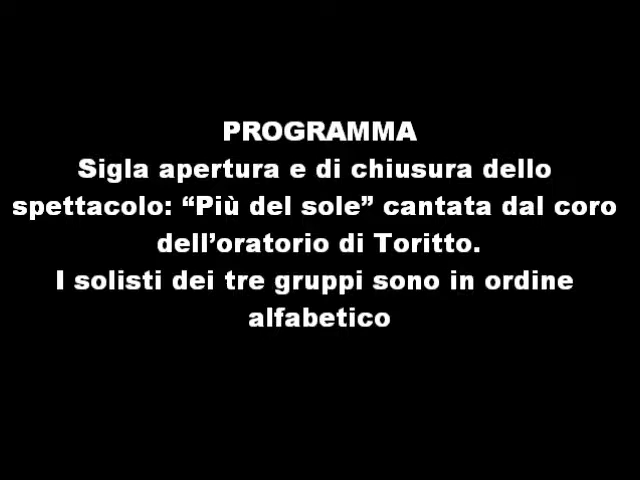 PROGRAMMA
Sigla apertura e di chiusura dello
spettacolo: “Più del sole” cantata dal coro
dell’oratorio di Toritto.
I solisti dei tre gruppi sono in ordine
alfabetico